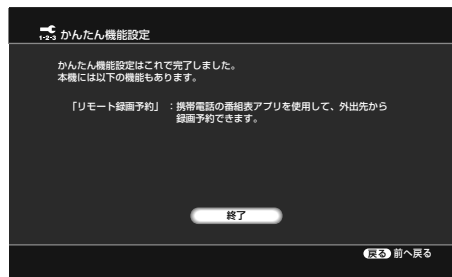 1-2-3 かんたん機能設定
かんたん機能設定はこれで完了しました。
本機には以下の機能もあります。
「リモート録画予約」：携帯電話の番組表アプリを使用して、外出先から
録画予約できます。
終了
戻る 前へ戻る